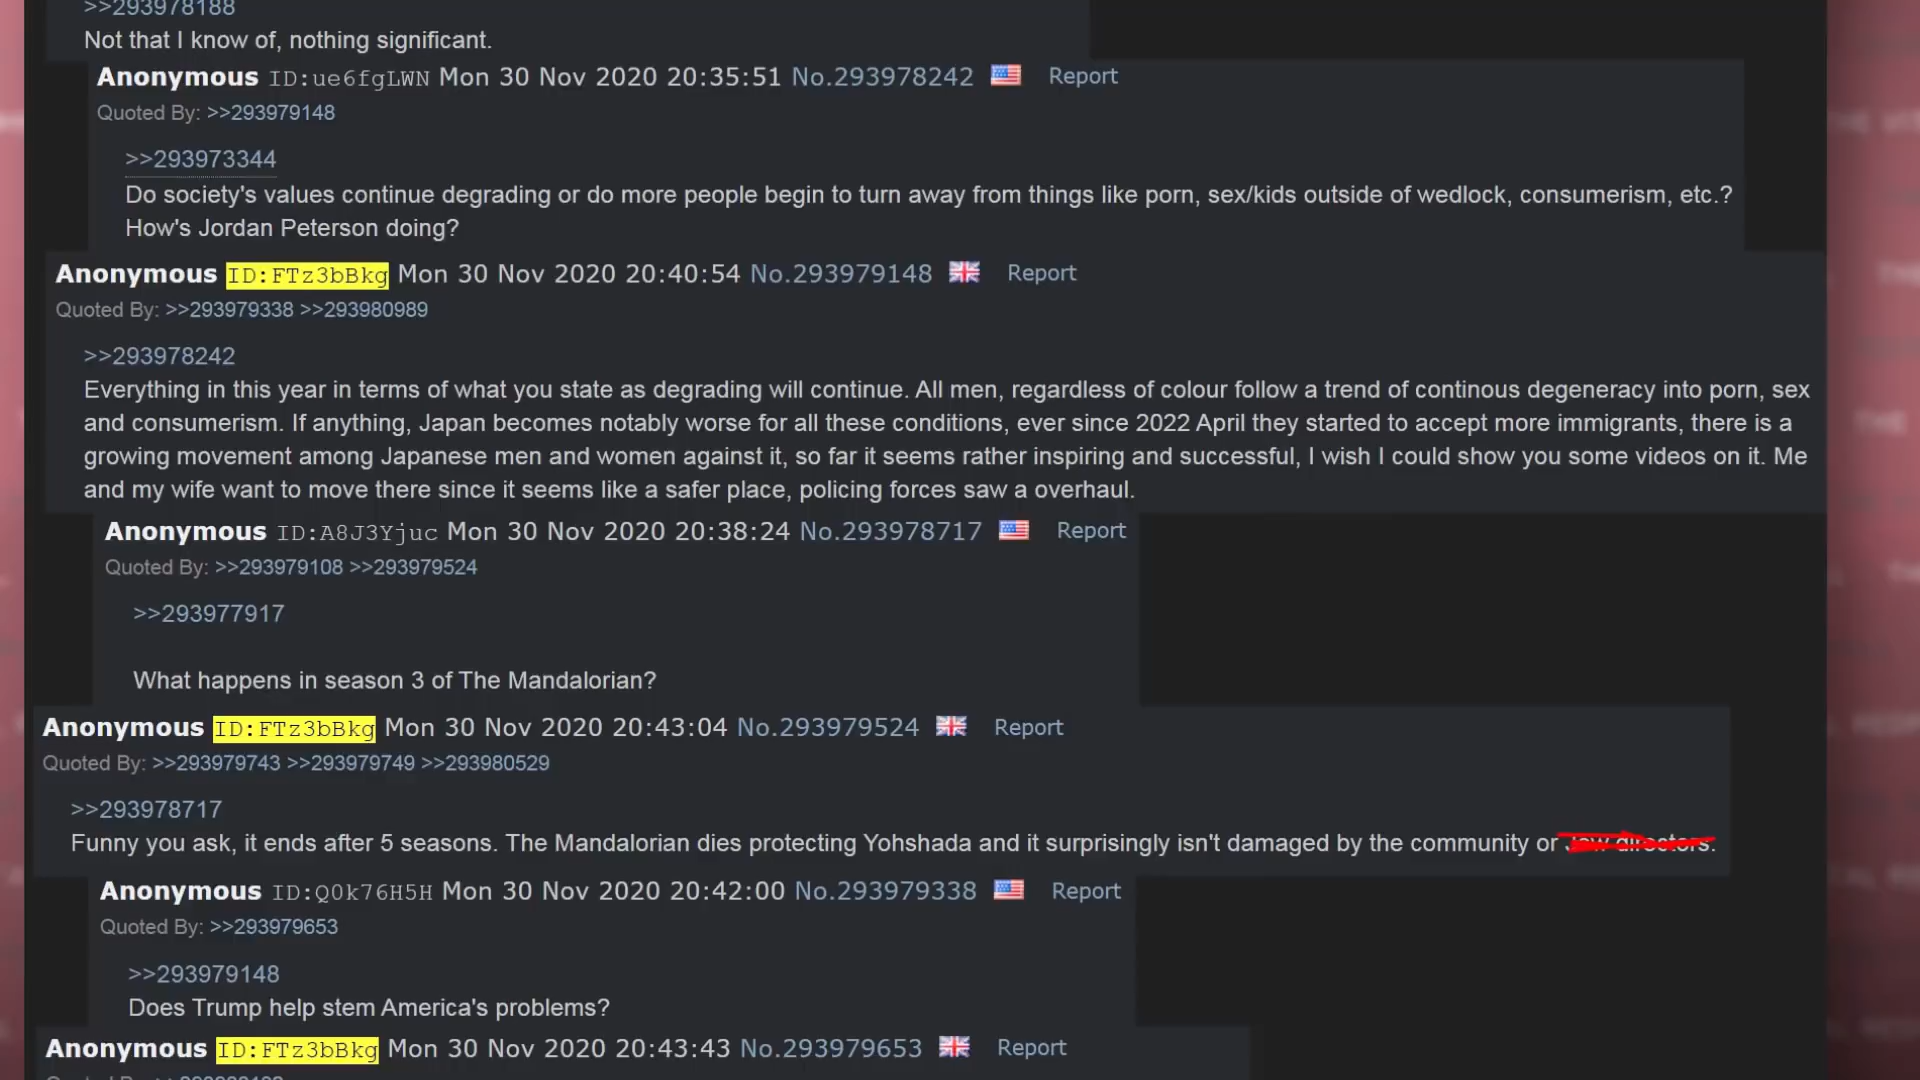 >>293978188
Not that I know of, nothing significant.
Anonymous ID:ue6fgLWN Mon 30 Nov 2020 20:35:51 No.293978242 Report
Quoted By: >>293979148
>>293973344
Do society's values continue degrading or do more people begin to turn away from things like porn, sex/kids outside of wedlock, consumerism, etc.?
How's Jordan Peterson doing?
Anonymous ID:FTz3bBkg Mon 30 Nov 2020 20:40:54 No.293979148 Report
Quoted By: >>293979338 >>293980989
>>293978242
Everything in this year in terms of what you state as degrading will continue. All men, regardless of colour follow a trend of continous degeneracy into porn, sex
and consumerism. If anything, Japan becomes notably worse for all these conditions, ever since 2022 April they started to accept more immigrants, there is a
growing movement among Japanese men and women against it, so far it seems rather inspiring and successful, I wish I could show you some videos on it. Me
and my wife want to move there since it seems like a safer place, policing forces saw a overhaul.
Anonymous ID:A8J3Yjuc Mon 30 Nov 2020 20:38:24 No.293978717 Report
Quoted By: >>293979108 >>293979524
>>293977917
What happens in season 3 of The Mandalorian?
Anonymous ID:FTz3bBkg Mon 30 Nov 2020 20:43:04 No.293979524 Report
Quoted By: >>293979743 >>293979749 >>293980529
>>293978717
Funny you ask, it ends after 5 seasons. The Mandalorian dies protecting Yohshada and it surprisingly isn't damaged by the community or directors.
Anonymous ID:Q0k76H5H Mon 30 Nov 2020 20:42:00 No.293979338 Report
Quoted By: >>293979653
>>293979148
Does Trump help stem America's problems?
Anonymous ID:FTz3bBkg Mon 30 Nov 2020 20:43:43 No.293979653 Report